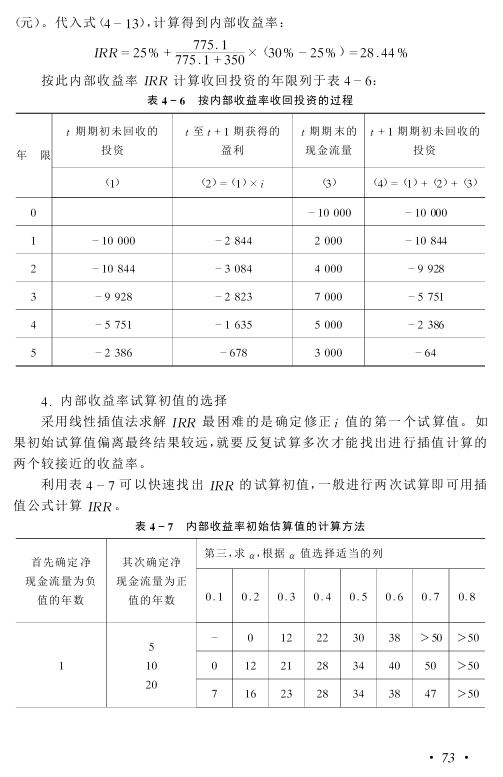 (元)。代入式(4-13),计算得到内部收益率:
IRR = 25% + 775.1 / 775.1 + 350 × (30% - 25%) = 28.44%
按此内部收益率 IRR 计算收回投资的年限列于表 4-6:
表 4-6 按内部收益率收回投资的过程
年 限 | t 期期初未回收的投资 | t 至 t+1 期获得的盈利 | t 期期末的现金流量 | t+1 期期初未收回的投资
(1) | (2)=(1)×i | (3) | (4)=(1)+(2)+(3)
0 | | | -10 000 | -10 000
1 | -10 000 | -2 844 | 2 000 | -10 844
2 | -10 844 | -3 084 | 4 000 | -9 928
3 | -9 928 | -2 823 | 7 000 | -5 751
4 | -5 751 | -1 635 | 5 000 | -2 386
5 | -2 386 | -678 | 3 000 | -64
4. 内部收益率试算初值的选择
采用线性插值法求解 IRR 最困难的是确定修正 i 值的第一个试算值。如
果初始试算值偏离最终结果较远,就要反复试算多次才能找出进行插值计算的
两个较接近的收益率。
利用表 4-7 可以快速找出 IRR 的试算初值,一般进行两次试算即可用插
值公式计算 IRR。
表 4-7 内部收益率初始估算值的计算方法
首先确定净现金流量为负值的年数 | 其次确定净现金流量为正值的年数 | 第三,求 α,根据 α 值选择适当的列
0.1 | 0.2 | 0.3 | 0.4 | 0.5 | 0.6 | 0.7 | 0.8
1 | 5 | - | 0 | 12 | 22 | 30 | 38 | >50 | >50
10 | 0 | 12 | 21 | 28 | 34 | 40 | 50 | >50
20 | 7 | 16 | 23 | 28 | 34 | 38 | 47 | >50
· 73 ·